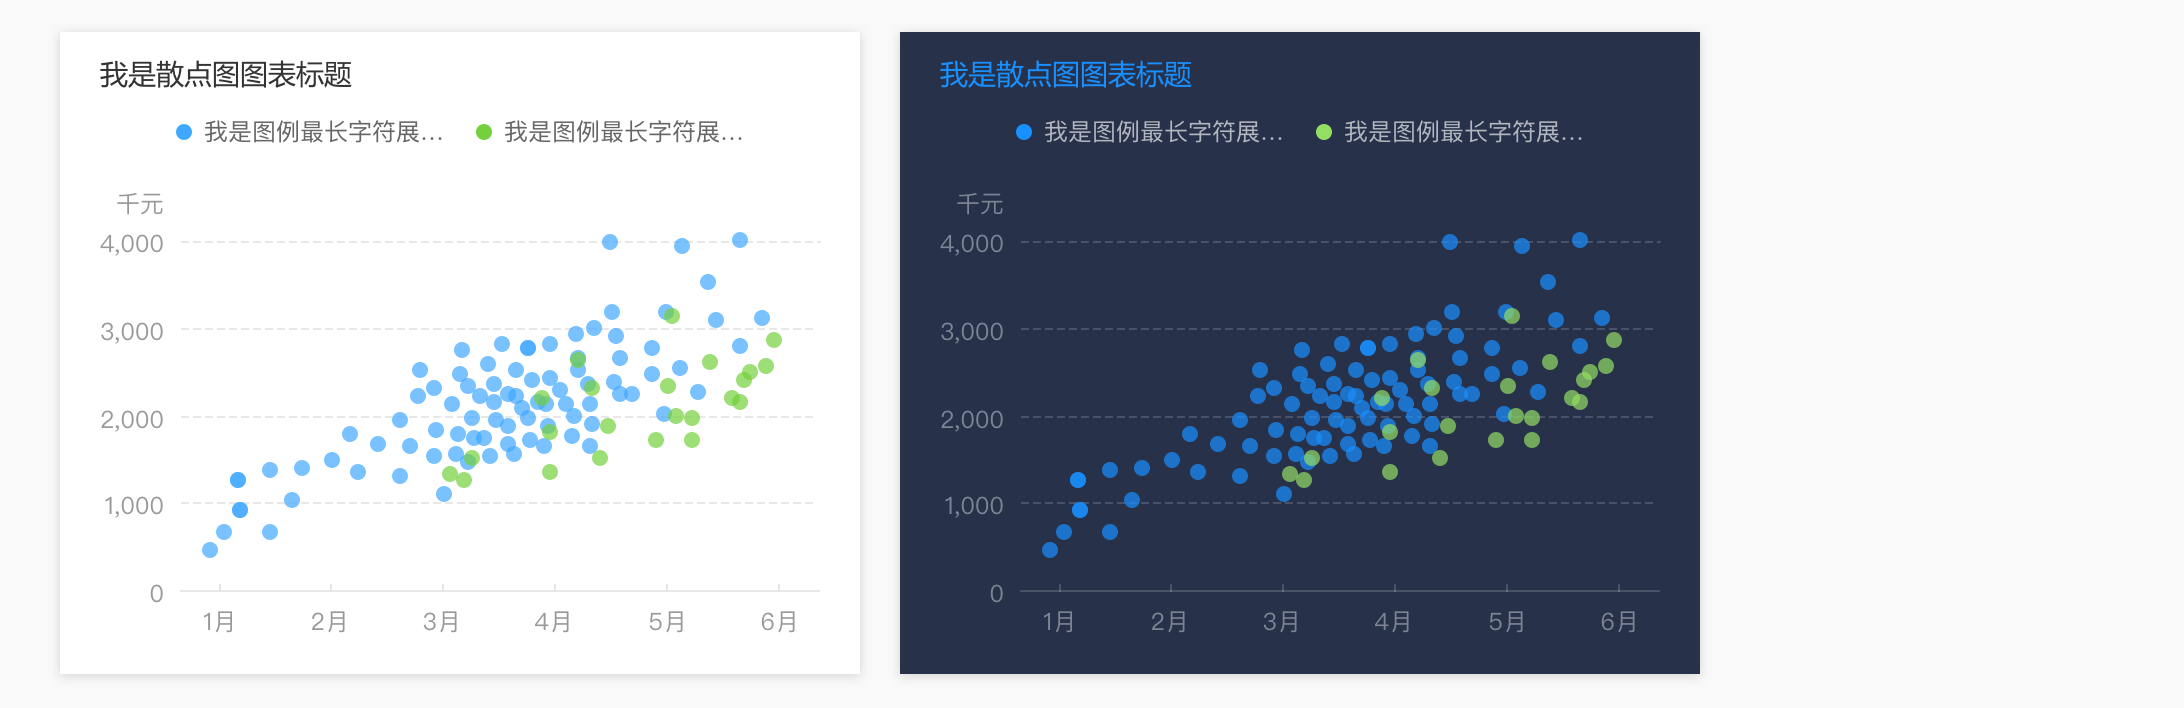 我是散点图图表标题
我是图例最长字符展... 我是图例最长字符展...
千元
4,000
3,000
2,000
1,000
0
1月 2月 3月 4月 5月 6月
我是散点图图表标题
我是图例最长字符展... 我是图例最长字符展...
千元
4,000
3,000
2,000
1,000
0
1月 2月 3月 4月 5月 6月